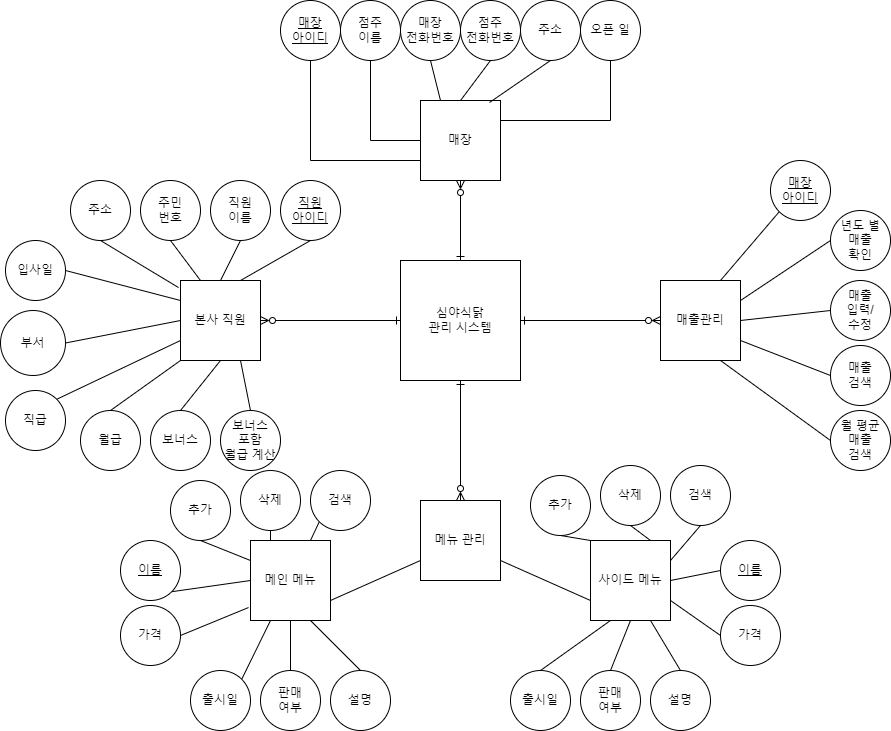 매장
아이디
점주
이름
매장
전화번호
점주
전화번호
주소
오픈 일
매장
주소
주민
번호
직원
이름
직원
아이디
입사일
부서
직급
본사 직원
월급
보너스
보너스
포함
월급 계산
심야식닭
관리 시스템
매출관리
매장
아이디
년도 별
매출
확인
매출
입력/
수정
매출
검색
월 평균
매출
검색
메뉴 관리
추가
삭제
검색
이름
가격
메인 메뉴
출시일
판매
여부
설명
추가
삭제
검색
사이드 메뉴
이름
가격
출시일
판매
여부
설명